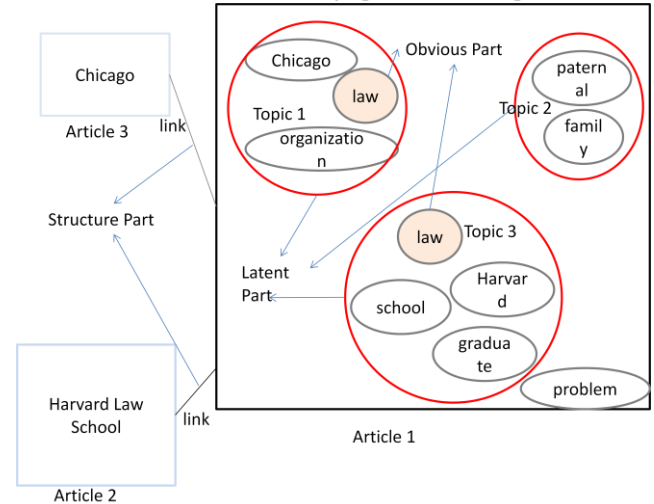 Chicago
Article 3
link
Structure Part
Harvard Law
School
link
Article 2
Chicago
law
Topic 1
organizatio
n
Obvious Part
patern
al
Topic 2
famil
y
law
Topic 3
Harvar
d
school
gradua
te
Latent
Part
problem
Article 1